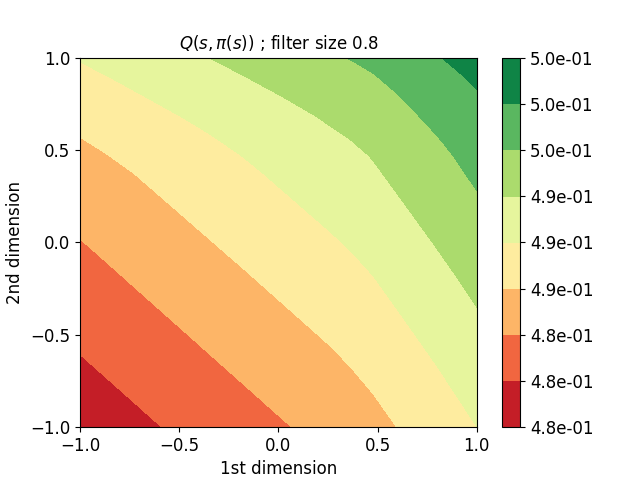 Q(s, π(s)) ; filter size 0.8
1.0
0.5
0.0
−0.5
−1.0
2nd dimension
−1.0 −0.5 0.0 0.5 1.0
1st dimension
5.0e-01
5.0e-01
5.0e-01
4.9e-01
4.9e-01
4.9e-01
4.8e-01
4.8e-01
4.8e-01